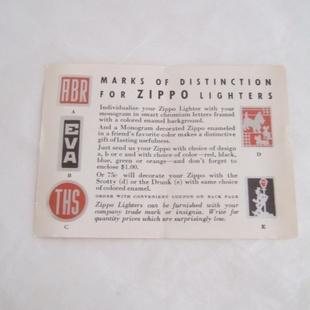 MARKS OF DISTINCTION
FOR ZIPPO LIGHTERS
ABR
A
EVA
B
THS
C
Individualize your Zippo Lighter with your
monogram in smart chromium letters framed
with a colored enamel background.
And a Monogram decorated Zippo enameled
in a friend's favorite color makes a distinctive
gift of lasting usefulness.
Just send us your Zippo with choice of design
a, b or c and with choice of color—red, black,
blue, green or orange—and don't forget to
enclose $1.00.
Or 75c will decorate your Zippo with the
Scotty (d) or the Drunk (e) with same choice
of colored enamel.
ORDER WITH CONVENIENT COUPON ON BACK PAGE
Zippo Lighters can be furnished with your
company trade mark or insignia. Write for
quantity prices which are surprisingly low.
D
E